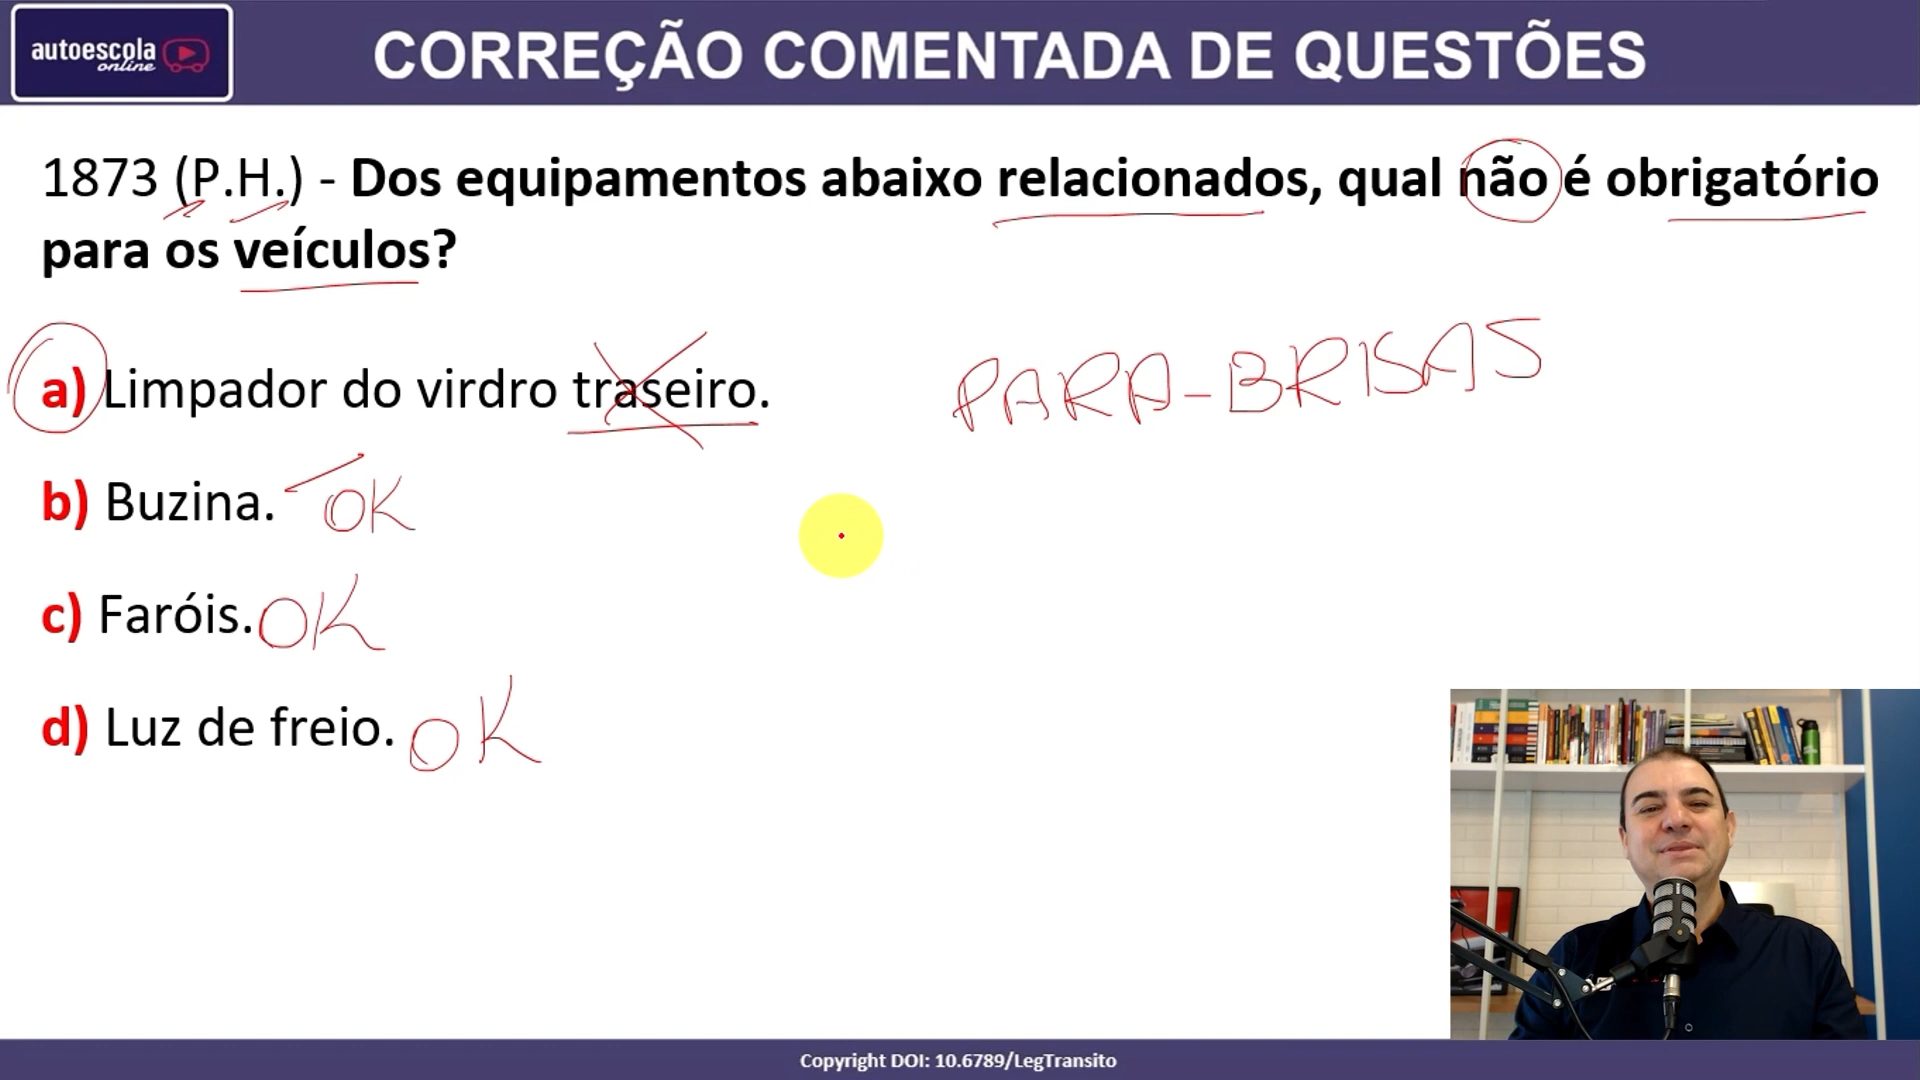 autoescola
online
CORREÇÃO COMENTADA DE QUESTÕES
1873 (P.H.) - Dos equipamentos abaixo relacionados, qual não é obrigatório
para os veículos?
a) Limpador do virdro traseiro.
PARA-BRISAS
b) Buzina. OK
c) Faróis. OK
d) Luz de freio. OK
Copyright DOI: 10.6789/LegTransito